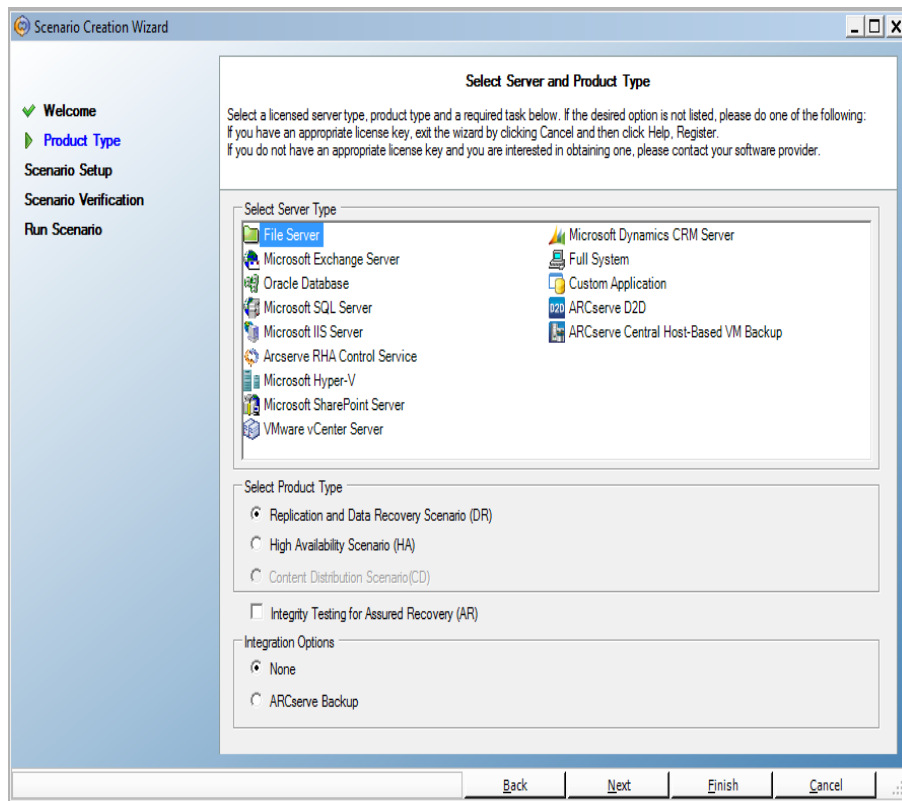 Scenario Creation Wizard
Welcome
Product Type
Scenario Setup
Scenario Verification
Run Scenario
Select Server and Product Type
Select a licensed server type, product type and a required task below. If the desired option is not listed, please do one of the following:
If you have an appropriate license key, exit the wizard by clicking Cancel and then click Help, Register.
If you do not have an appropriate license key and you are interested in obtaining one, please contact your software provider.
Select Server Type
File Server
Microsoft Exchange Server
Oracle Database
Microsoft SQL Server
Microsoft IIS Server
Arcserve RHA Control Service
Microsoft Hyper-V
Microsoft SharePoint Server
VMware vCenter Server
Microsoft Dynamics CRM Server
Full System
Custom Application
D2D ARCserve D2D
ARCserve Central Host-Based VM Backup
Select Product Type
Replication and Data Recovery Scenario (DR)
High Availability Scenario (HA)
Content Distribution Scenario(CD)
Integrity Testing for Assured Recovery (AR)
Integration Options
None
ARCserve Backup
Back Next Finish Cancel